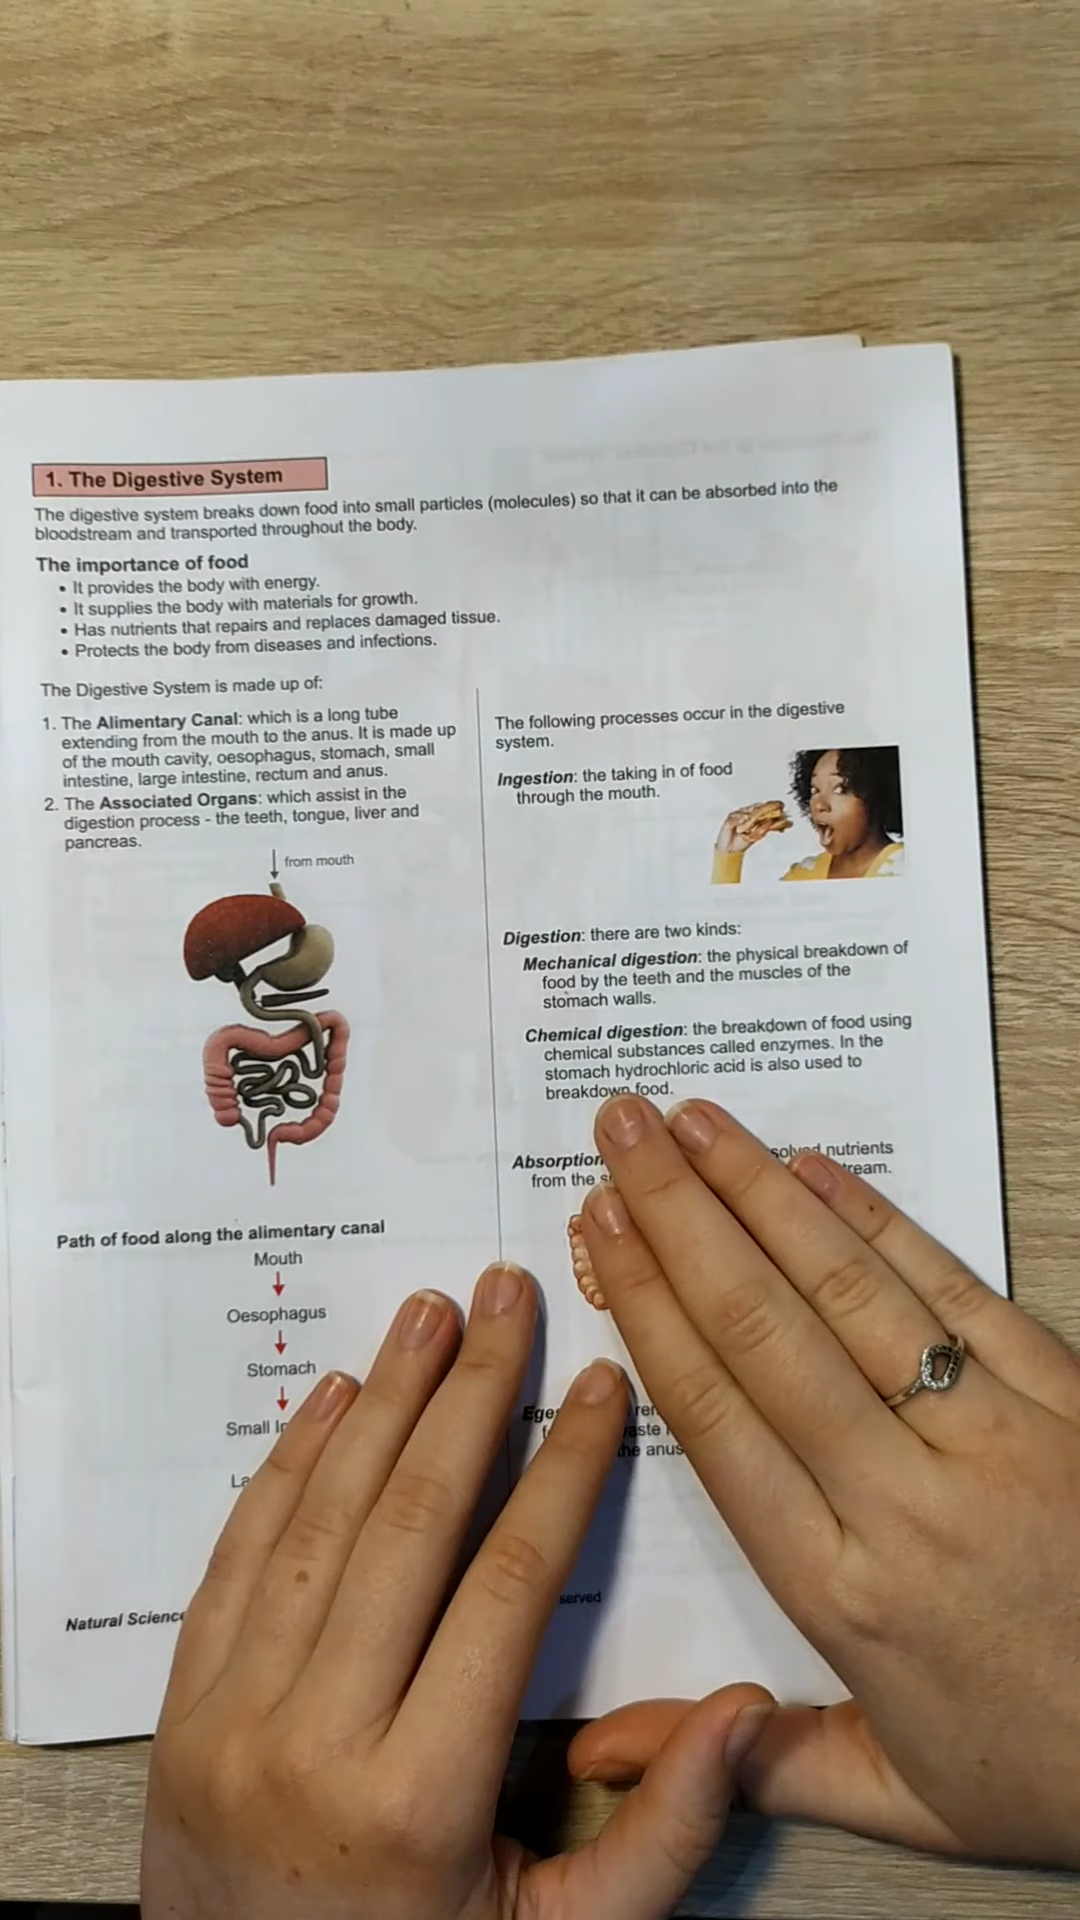 1. The Digestive System
The digestive system breaks down food into small particles (molecules) so that it can be absorbed into the
bloodstream and transported throughout the body.
The importance of food
• It provides the body with energy.
• It supplies the body with materials for growth.
• Has nutrients that repairs and replaces damaged tissue.
• Protects the body from diseases and infections.
The Digestive System is made up of:
1. The Alimentary Canal: which is a long tube
extending from the mouth to the anus. It is made up
of the mouth cavity, oesophagus, stomach, small
intestine, large intestine, rectum and anus.
2. The Associated Organs: which assist in the
digestion process - the teeth, tongue, liver and
pancreas.
from mouth
Path of food along the alimentary canal
Mouth
Oesophagus
Stomach
Small
Natural Science
The following processes occur in the digestive
system.
Ingestion: the taking in of food
through the mouth.
Digestion: there are two kinds:
Mechanical digestion: the physical breakdown of
food by the teeth and the muscles of the
stomach walls.
Chemical digestion: the breakdown of food using
chemical substances called enzymes. In the
stomach hydrochloric acid is also used to
breakdown food.
Absorption nutrients
from the
the anus
served